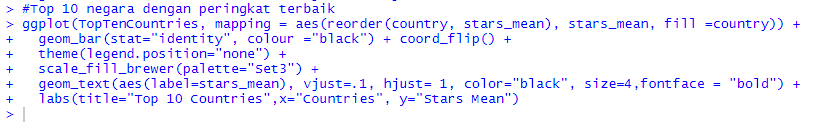 > #Top 10 negara dengan peringkat terbaik
> ggplot(TopTenCountries, mapping = aes(reorder(country, stars_mean), stars_mean, fill =country)) +
+   geom_bar(stat="identity", colour ="black") + coord_flip() +
+   theme(legend.position="none") +
+   scale_fill_brewer(palette="Set3") +
+   geom_text(aes(label=stars_mean), vjust=.1, hjust= 1, color="black", size=4,fontface = "bold") +
+   labs(title="Top 10 Countries",x="Countries", y="Stars Mean")
>